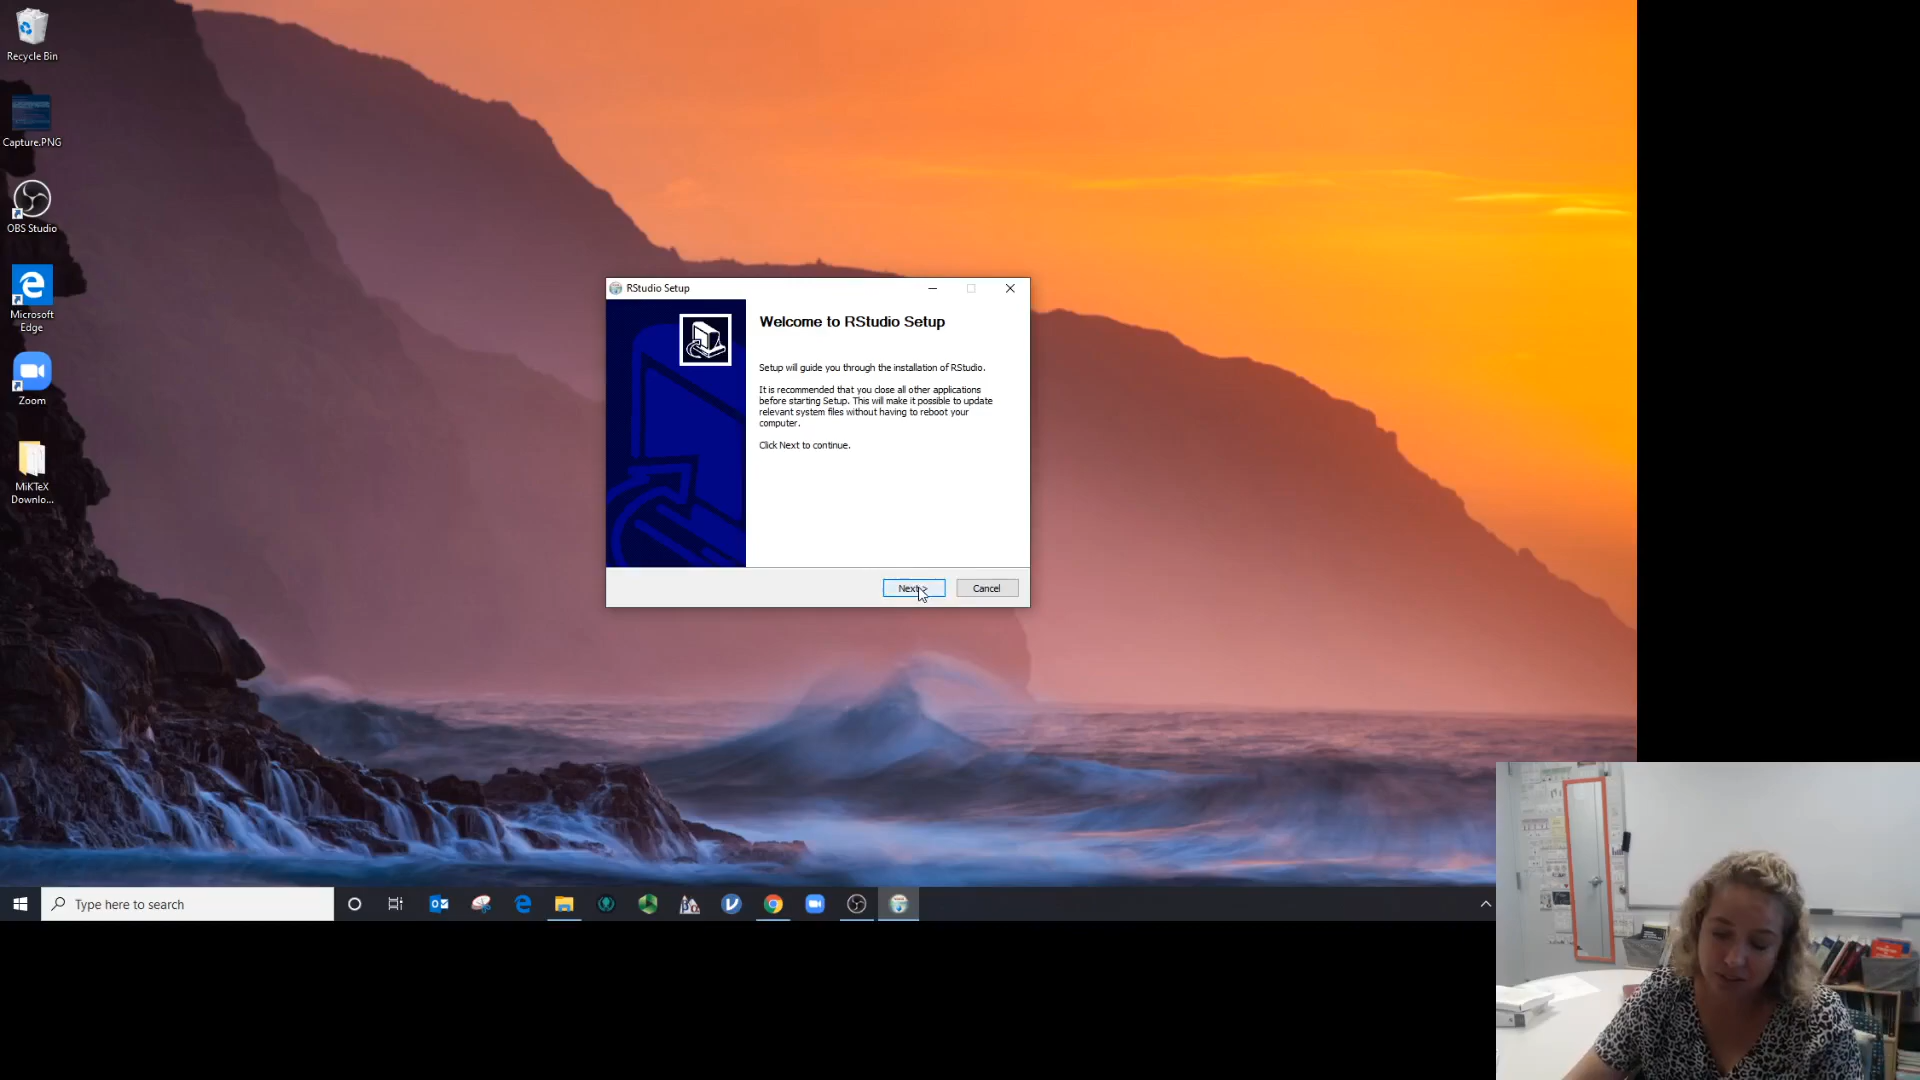 Recycle Bin
Capture.PNG
OBS Studio
Microsoft
Edge
Zoom
MiKTeX
Downlo...
RStudio Setup
Welcome to RStudio Setup
Setup will guide you through the installation of RStudio.
It is recommended that you close all other applications
before starting Setup. This will make it possible to update
relevant system files without having to reboot your
computer.
Click Next to continue.
Next >
Cancel
Type here to search